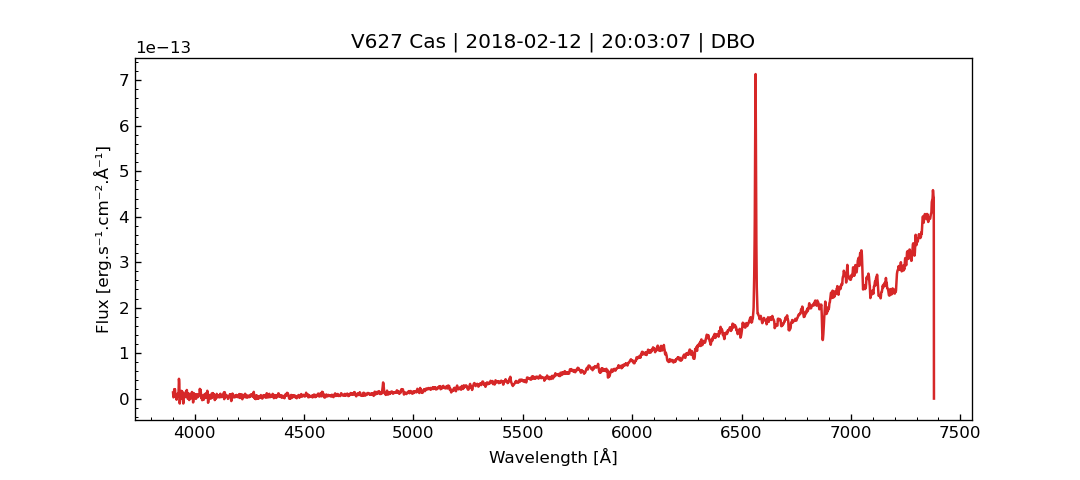 V627 Cas | 2018-02-12 | 20:03:07 | DBO
1e−13
7
6
5
4
3
2
1
0
Flux [erg.s⁻¹.cm⁻².Å⁻¹]
4000 4500 5000 5500 6000 6500 7000 7500
Wavelength [Å]